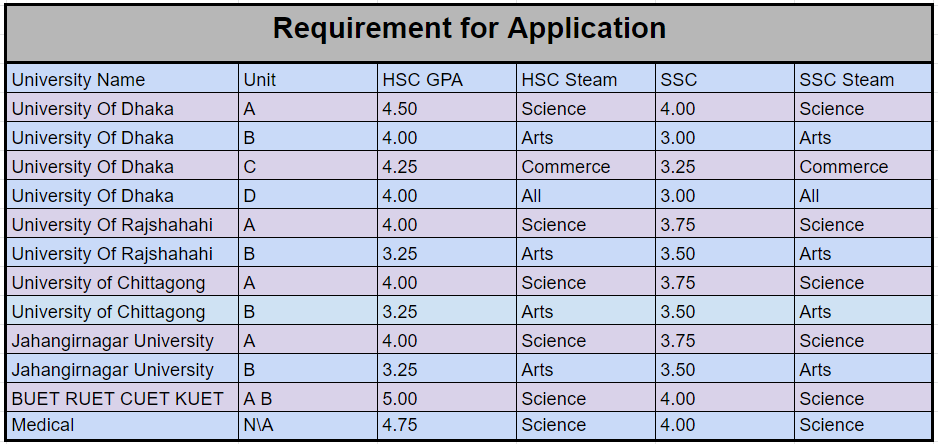 Requirement for Application
University Name Unit HSC GPA HSC Steam SSC SSC Steam
University Of Dhaka A 4.50 Science 4.00 Science
University Of Dhaka B 4.00 Arts 3.00 Arts
University Of Dhaka C 4.25 Commerce 3.25 Commerce
University Of Dhaka D 4.00 All 3.00 All
University Of Rajshahahi A 4.00 Science 3.75 Science
University Of Rajshahahi B 3.25 Arts 3.50 Arts
University of Chittagong A 4.00 Science 3.75 Science
University of Chittagong B 3.25 Arts 3.50 Arts
Jahangirnagar University A 4.00 Science 3.75 Science
Jahangirnagar University B 3.25 Arts 3.50 Arts
BUET RUET CUET KUET A B 5.00 Science 4.00 Science
Medical N\A 4.75 Science 4.00 Science